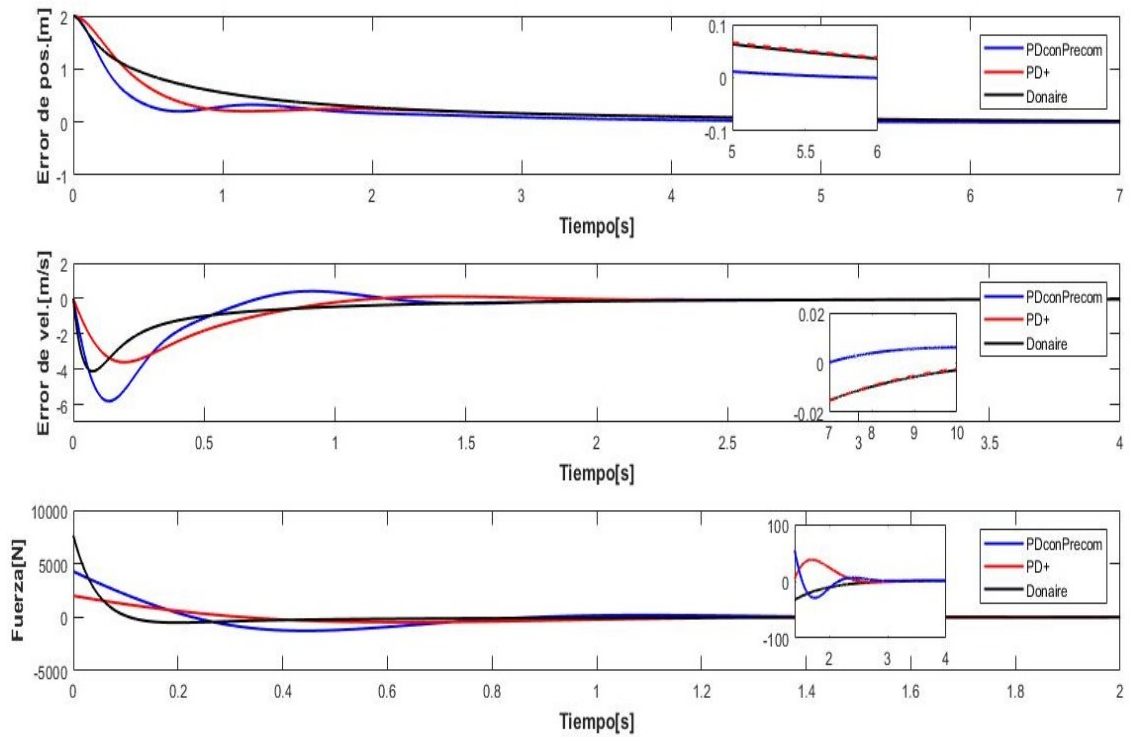 Error de pos.[m]
2
1
0
-1
0 1 2 3 4 5 6 7
Tiempo[s]
0.1
0
-0.1
5 5.5 6
PDconPrecom
PD+
Donaire
Error de vel.[m/s]
2
0
-2
-4
-6
0 0.5 1 1.5 2 2.5 3 3.5 4
Tiempo[s]
0.02
0
-0.02
7 8 9 10
PDconPrecom
PD+
Donaire
Fuerza[N]
10000
5000
0
-5000
0 0.2 0.4 0.6 0.8 1 1.2 1.4 1.6 1.8 2
Tiempo[s]
100
0
-100
2 3 4
PDconPrecom
PD+
Donaire